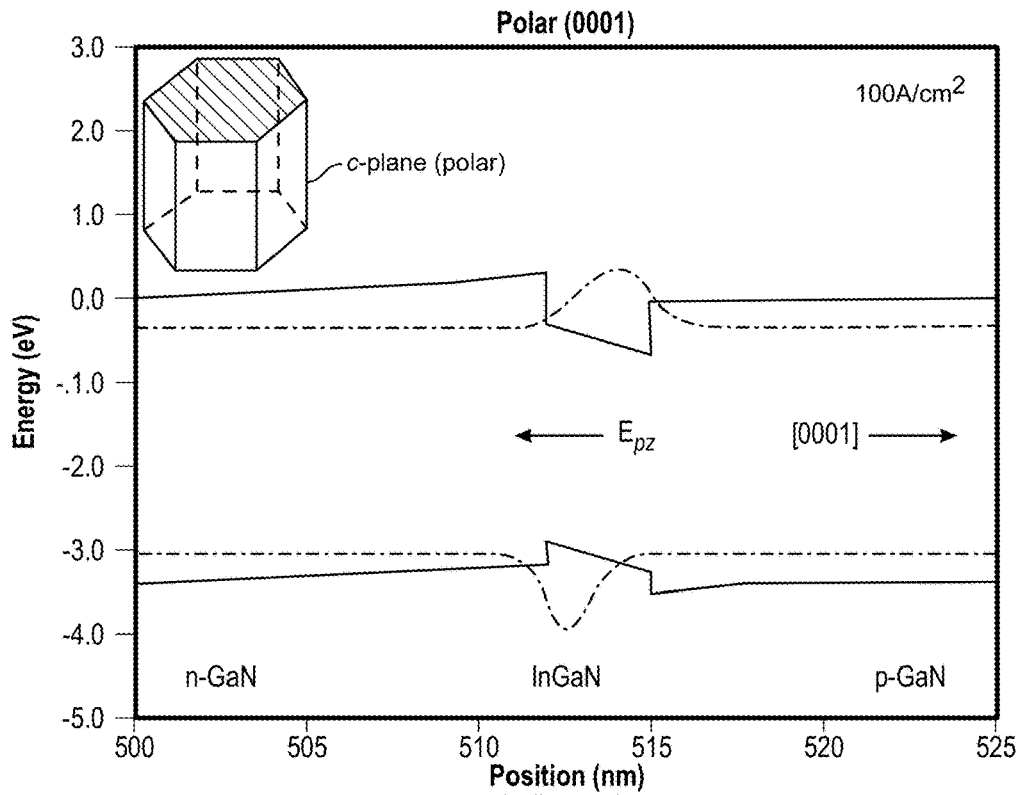 Polar (0001)
3.0
100A/cm2
2.0
c-plane (polar)
1.0
0.0
-.1.0
Epz
[0001]
-2.0
-3.0
-4.0
n-GaN
InGaN
p-GaN
-5.0
500
505
510
515
520
525
Energy (eV)
Position (nm)